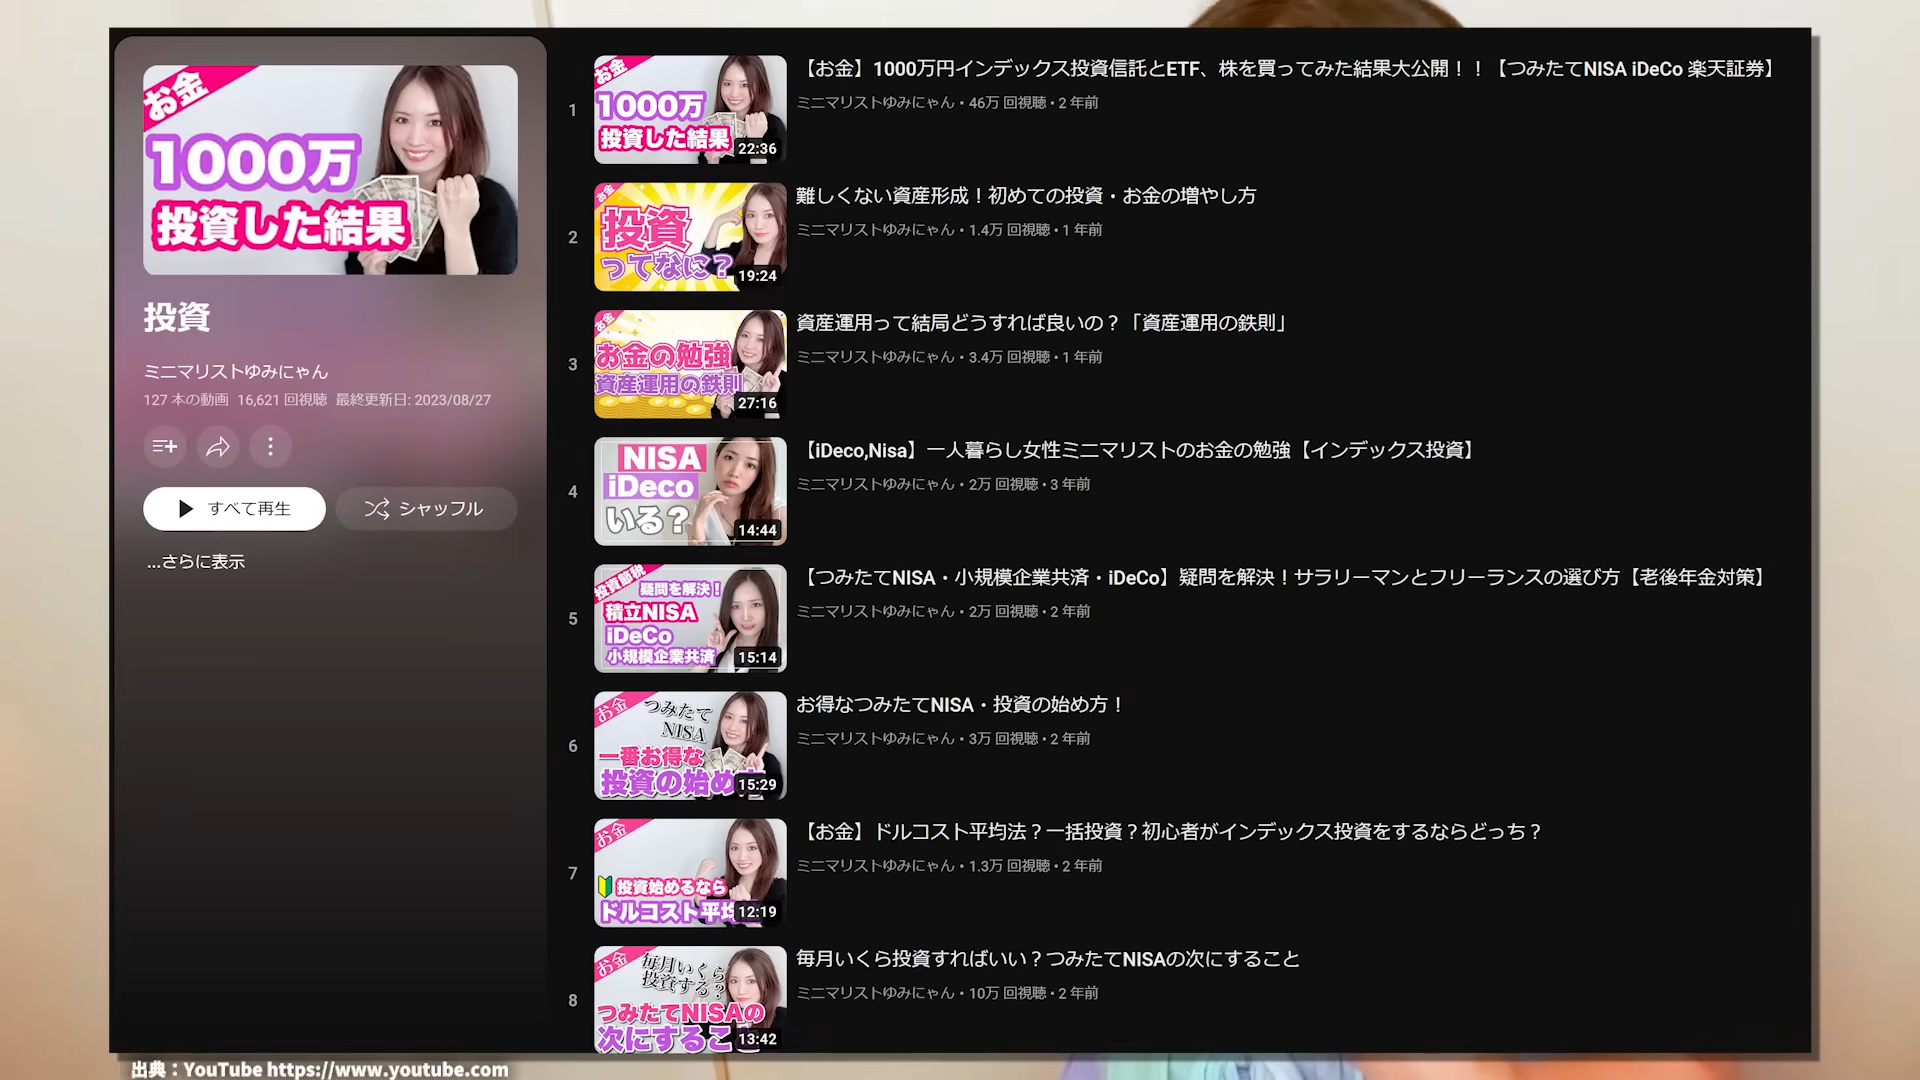 お金
1000万
投資した結果
投資
ミニマリストゆみにゃん
127 本の動画 16,621 回視聴 最終更新日: 2023/08/27
すべて再生
シャッフル
...さらに表示
1
お金
1000万
投資した結果
22:36
【お金】1000万円インデックス投資信託とETF、株を買ってみた結果大公開！！【つみたてNISA iDeCo 楽天証券】
ミニマリストゆみにゃん • 46万 回視聴 • 2 年前
2
お金
投資
ってなに？
19:24
難しくない資産形成！初めての投資・お金の増やし方
ミニマリストゆみにゃん • 1.4万 回視聴 • 1 年前
3
お金
お金の勉強
資産運用の鉄則
27:16
資産運用って結局どうすれば良いの？「資産運用の鉄則」
ミニマリストゆみにゃん • 3.4万 回視聴 • 1 年前
4
NISA
iDeco
いる？
14:44
【iDeco,Nisa】一人暮らし女性ミニマリストのお金の勉強【インデックス投資】
ミニマリストゆみにゃん • 2万 回視聴 • 3 年前
5
投資節税
疑問を解決！
積立NISA
iDeCo
小規模企業共済
15:14
【つみたてNISA・小規模企業共済・iDeCo】疑問を解決！サラリーマンとフリーランスの選び方【老後年金対策】
ミニマリストゆみにゃん • 2万 回視聴 • 2 年前
6
お金
つみたて
NISA
一番お得な
投資の始め
15:29
お得なつみたてNISA・投資の始め方！
ミニマリストゆみにゃん • 3万 回視聴 • 2 年前
7
お金
投資始めるなら
ドルコスト平均
12:19
【お金】ドルコスト平均法？一括投資？初心者がインデックス投資をするならどっち？
ミニマリストゆみにゃん • 1.3万 回視聴 • 2 年前
8
お金
毎月いくら
投資する？
つみたてNISAの
次にするこ
13:42
毎月いくら投資すればいい？つみたてNISAの次にすること
ミニマリストゆみにゃん • 10万 回視聴 • 2 年前
出典：YouTube https://www.youtube.com